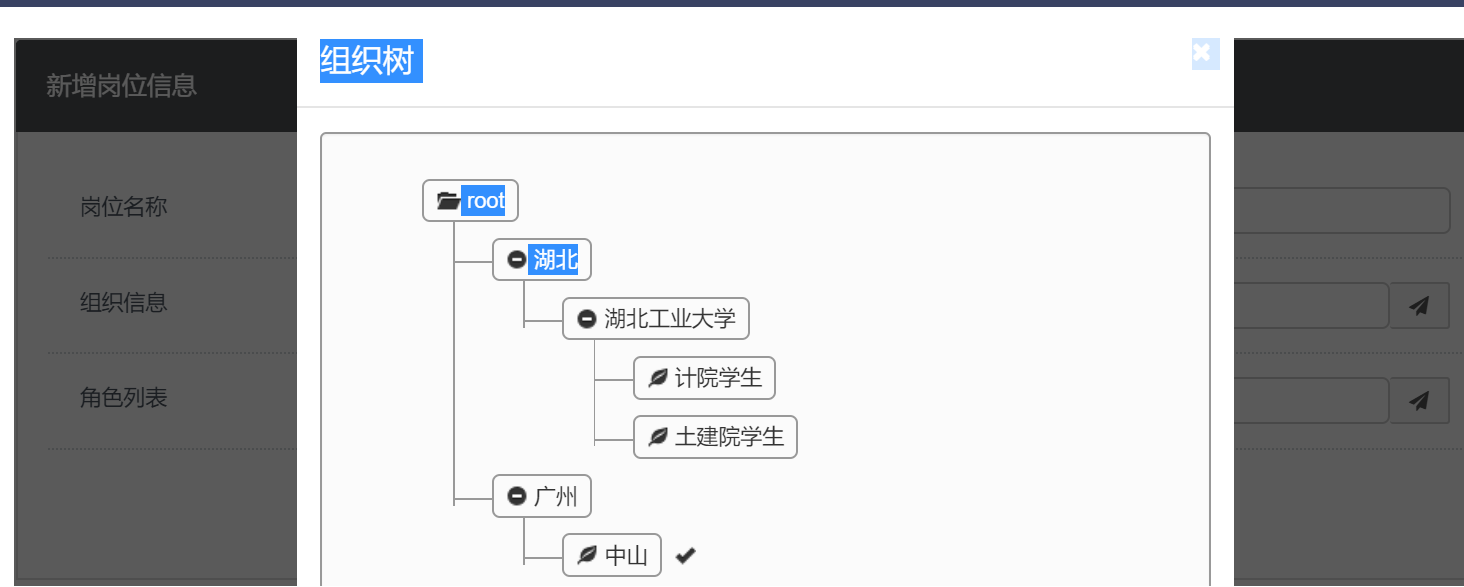 组织树
新增岗位信息
岗位名称
组织信息
角色列表
root
湖北
湖北工业大学
计院学生
土建院学生
广州
中山